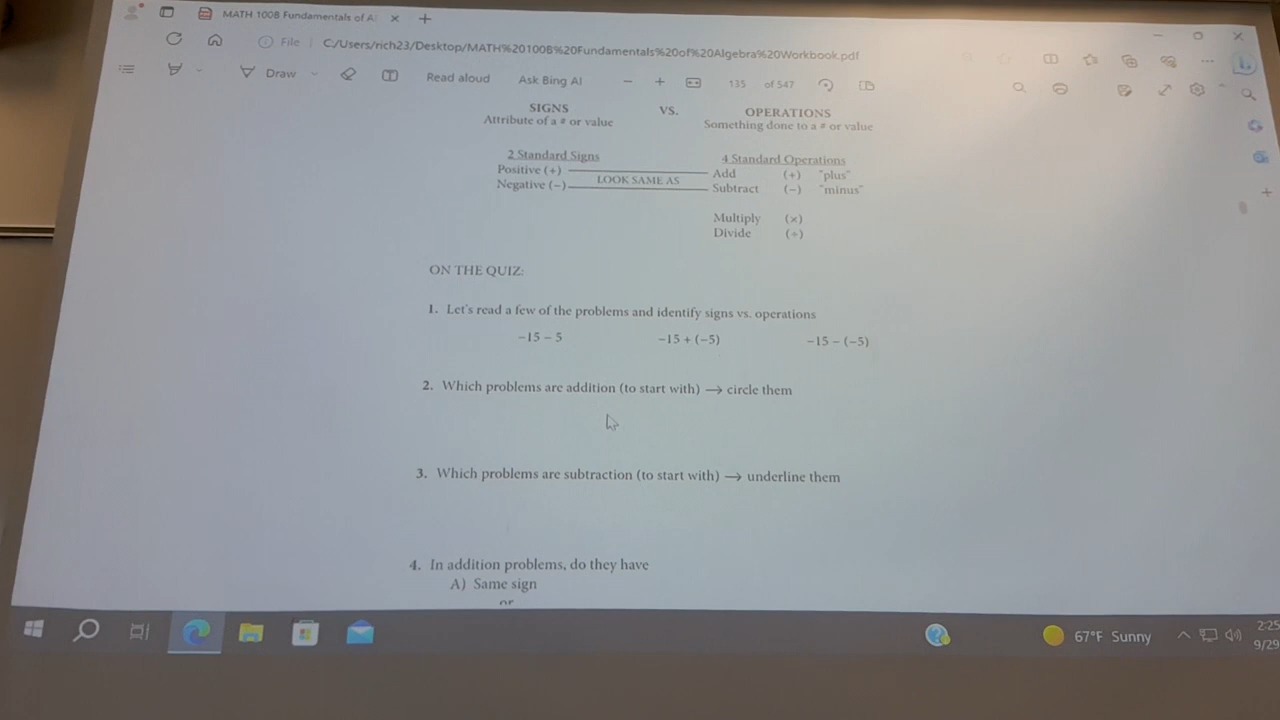 MATH 100B Fundamentals of A
File C:/Users/rich23/Desktop/MATH%20100B%20Fundamentals%20of%20Algebra%20Workbook.pdf
Draw Read aloud Ask Bing AI 135 of 547
SIGNS VS. OPERATIONS
Attribute of a # or value Something done to a # or value
2 Standard Signs 4 Standard Operations
Positive (+) Add (+) "plus"
LOOK SAME AS
Negative (−) Subtract (−) "minus"
Multiply (×)
Divide (÷)
ON THE QUIZ:
1. Let's read a few of the problems and identify signs vs. operations
−15 − 5 −15 + (−5) −15 − (−5)
2. Which problems are addition (to start with) → circle them
3. Which problems are subtraction (to start with) → underline them
4. In addition problems, do they have
A) Same sign
or
67°F Sunny
2:25
9/29